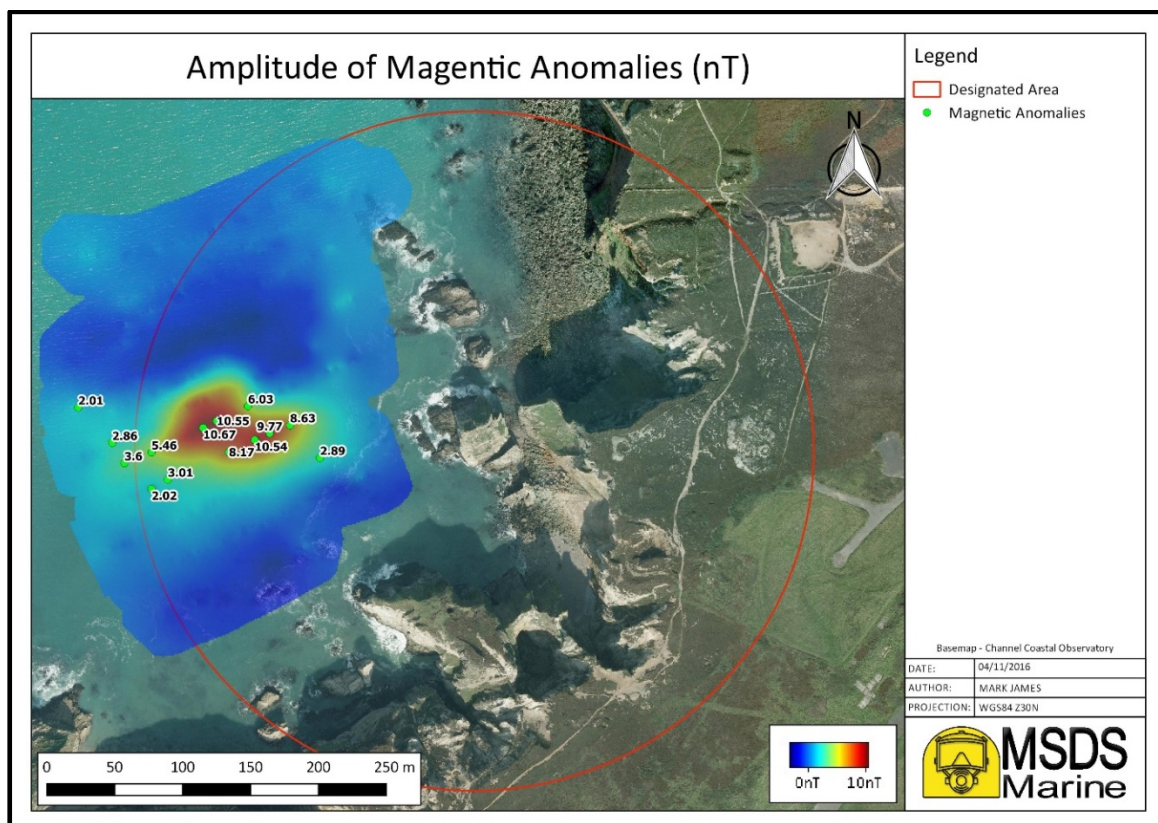 Amplitude of Magentic Anomalies (nT)
Legend
Designated Area
Magnetic Anomalies
N
2.01
6.03
10.55
8.63
9.77
10.67
2.86
5.46
10.54
8.17
3.6
2.89
3.01
2.02
Basemap - Channel Coastal Observatory
DATE: 04/11/2016
AUTHOR: MARK JAMES
PROJECTION: WGS84 Z30N
0 50 100 150 200 250 m
0nT 10nT
MSDS
Marine